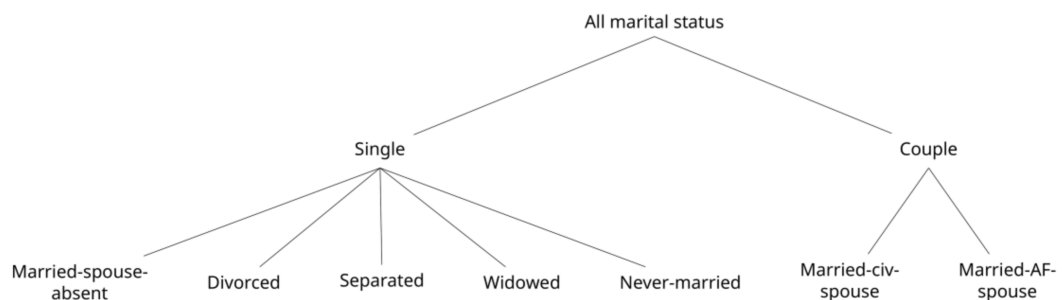 All marital status
Single
Couple
Married-spouse-
absent
Divorced
Separated
Widowed
Never-married
Married-civ-
spouse
Married-AF-
spouse